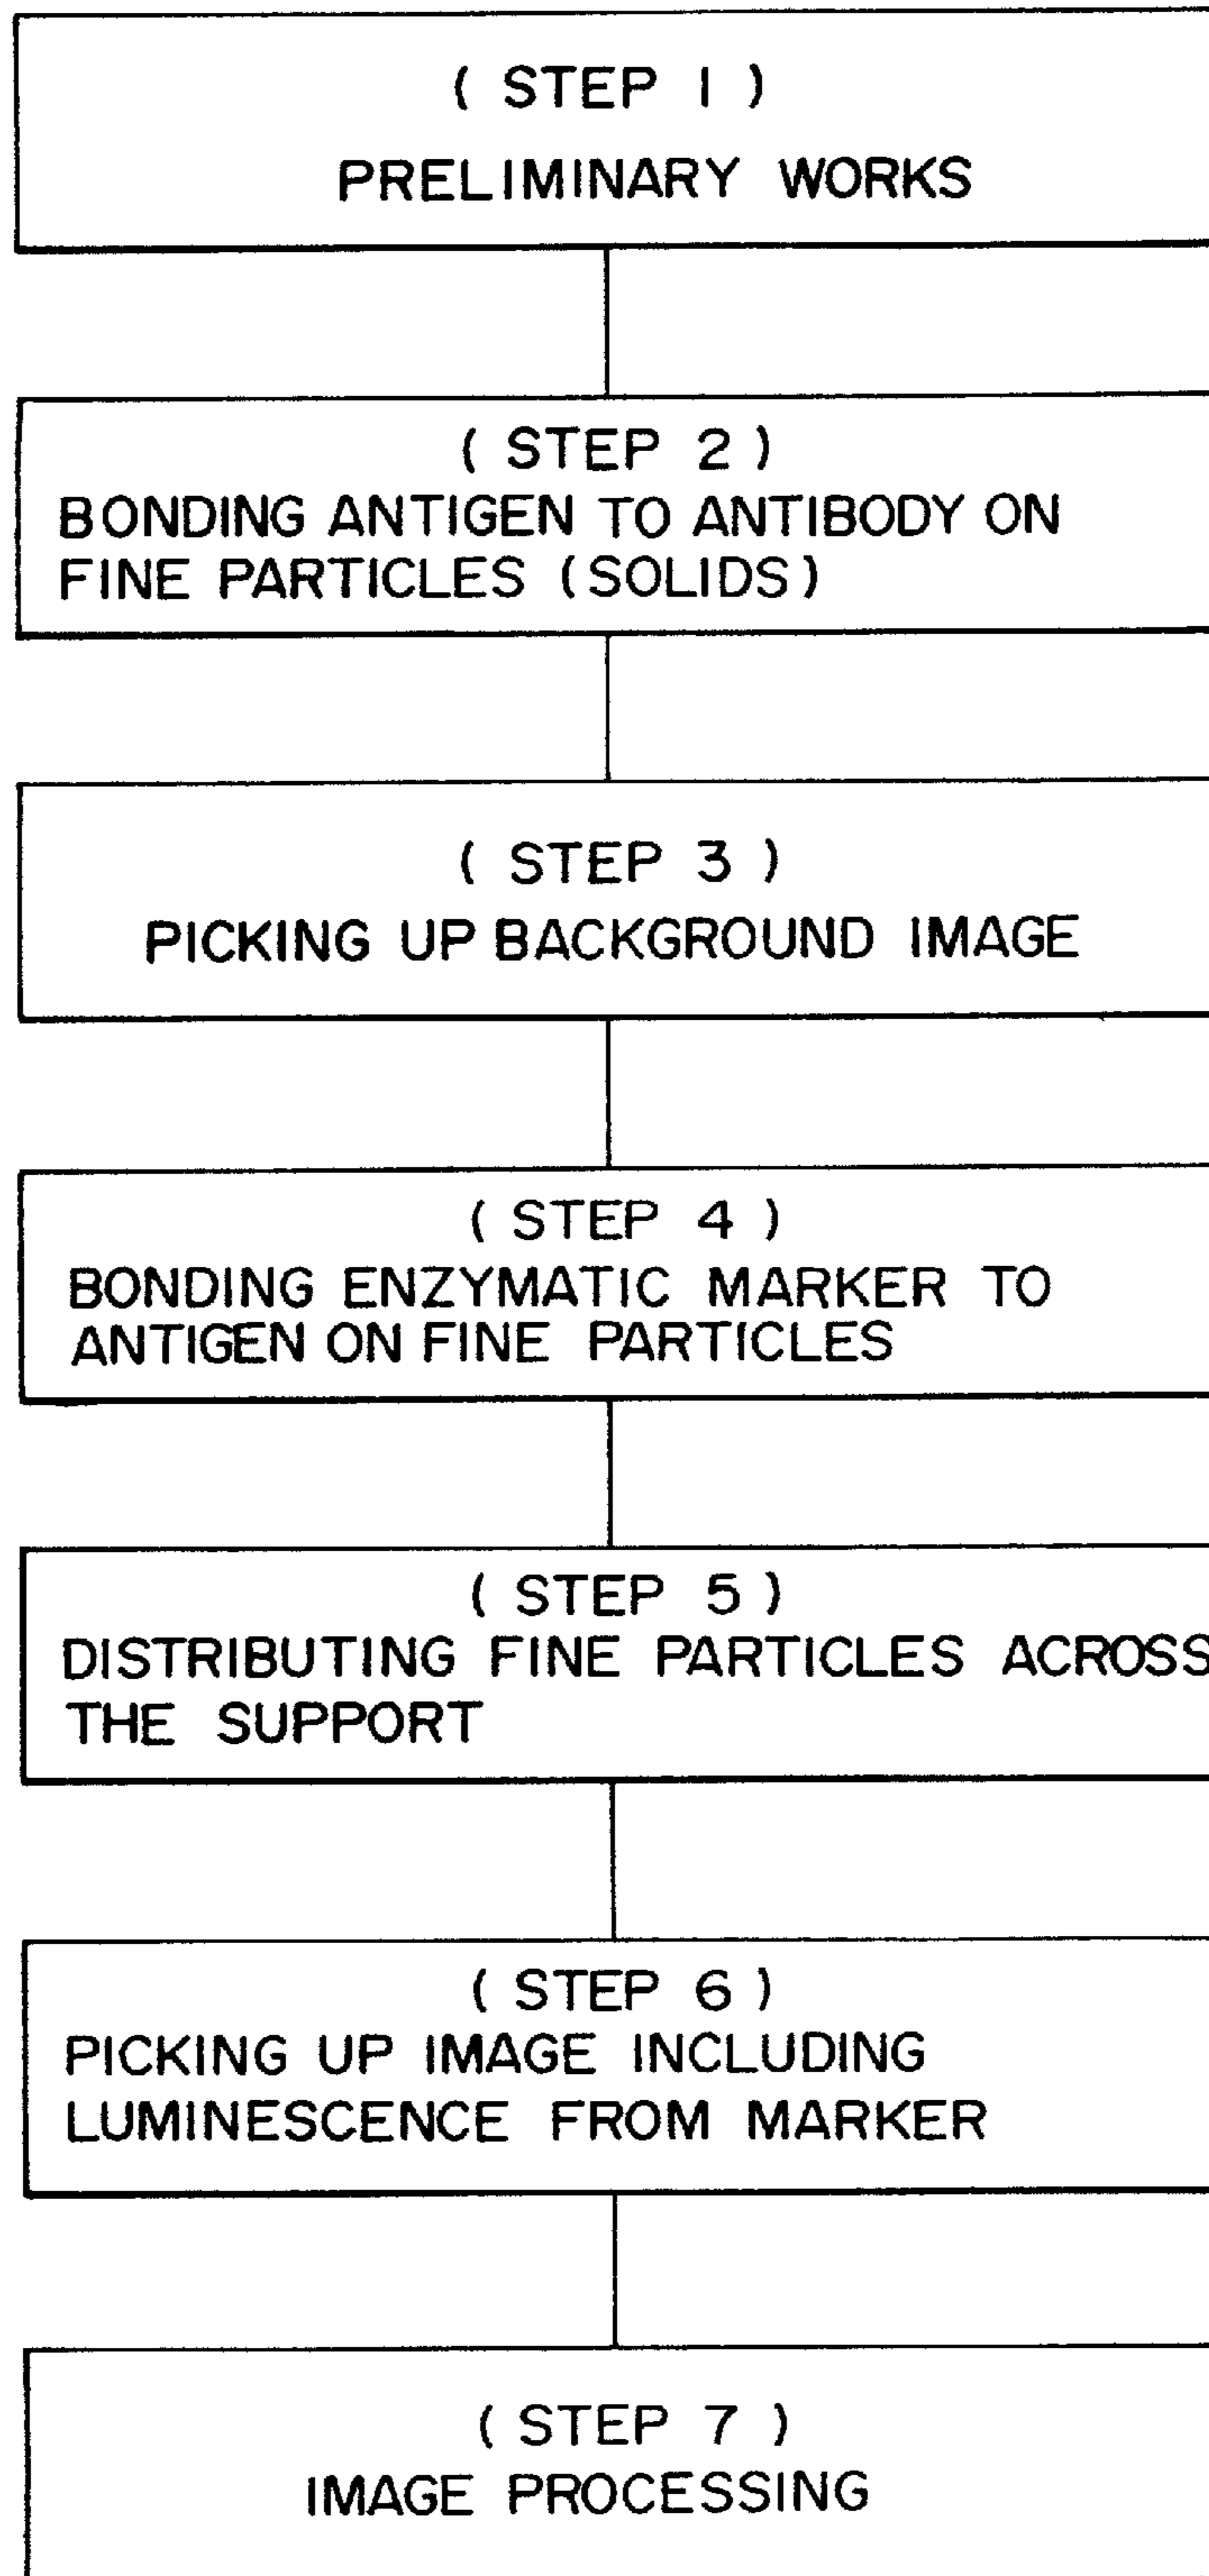 ( STEP 1 )
PRELIMINARY WORKS
( STEP 2 )
BONDING ANTIGEN TO ANTIBODY ON
FINE PARTICLES (SOLIDS)
( STEP 3 )
PICKING UP BACKGROUND IMAGE
( STEP 4 )
BONDING ENZYMATIC MARKER TO
ANTIGEN ON FINE PARTICLES
( STEP 5 )
DISTRIBUTING FINE PARTICLES ACROSS
THE SUPPORT
( STEP 6 )
PICKING UP IMAGE INCLUDING
LUMINESCENCE FROM MARKER
( STEP 7 )
IMAGE PROCESSING